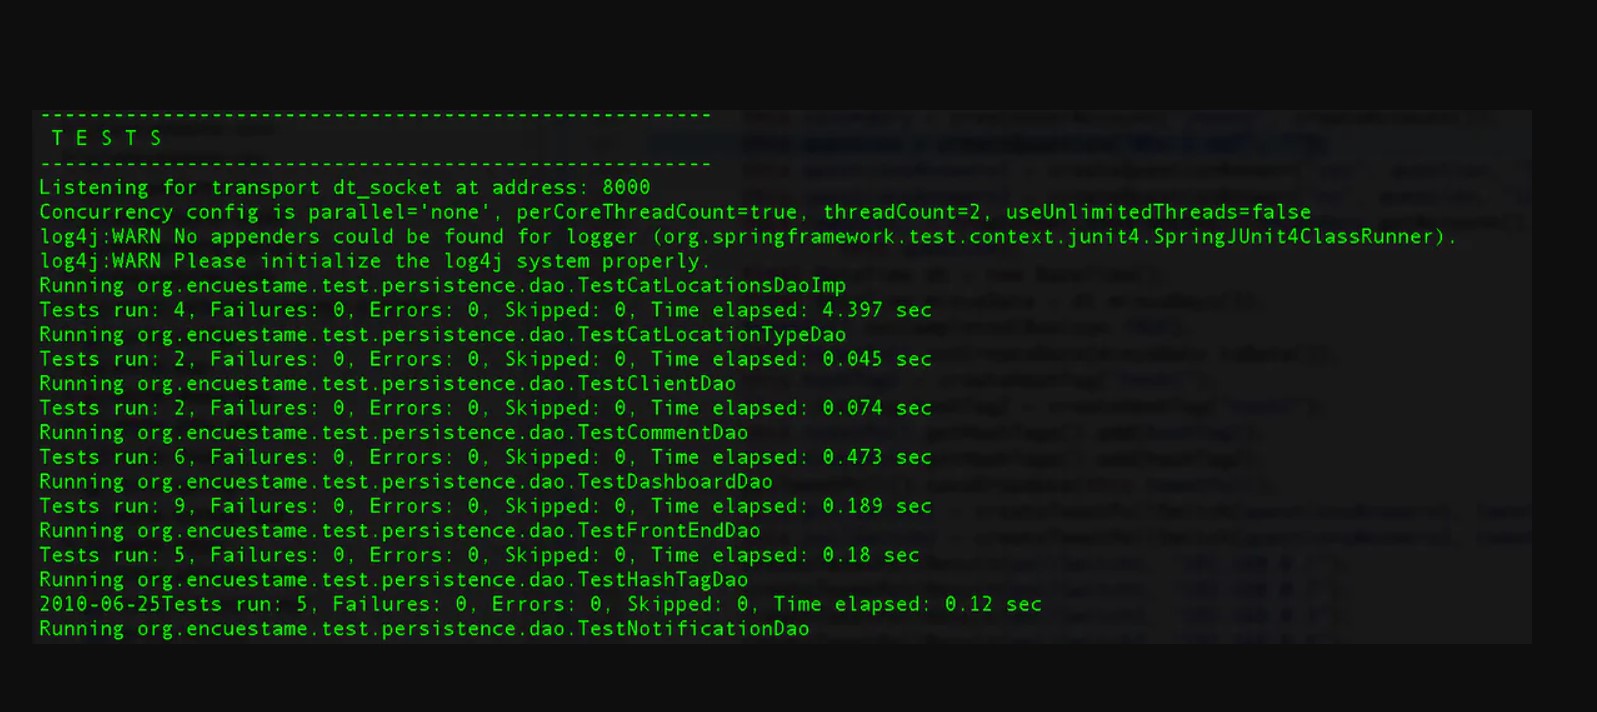 -------------------------------------------------------
T E S T S
-------------------------------------------------------
Listening for transport dt_socket at address: 8000
Concurrency config is parallel='none', perCoreThreadCount=true, threadCount=2, useUnlimitedThreads=false
log4j:WARN No appenders could be found for logger (org.springframework.test.context.junit4.SpringJUnit4ClassRunner).
log4j:WARN Please initialize the log4j system properly.
Running org.encuestame.test.persistence.dao.TestCatLocationsDaoImp
Tests run: 4, Failures: 0, Errors: 0, Skipped: 0, Time elapsed: 4.397 sec
Running org.encuestame.test.persistence.dao.TestCatLocationTypeDao
Tests run: 2, Failures: 0, Errors: 0, Skipped: 0, Time elapsed: 0.045 sec
Running org.encuestame.test.persistence.dao.TestClientDao
Tests run: 2, Failures: 0, Errors: 0, Skipped: 0, Time elapsed: 0.074 sec
Running org.encuestame.test.persistence.dao.TestCommentDao
Tests run: 6, Failures: 0, Errors: 0, Skipped: 0, Time elapsed: 0.473 sec
Running org.encuestame.test.persistence.dao.TestDashboardDao
Tests run: 9, Failures: 0, Errors: 0, Skipped: 0, Time elapsed: 0.189 sec
Running org.encuestame.test.persistence.dao.TestFrontEndDao
Tests run: 5, Failures: 0, Errors: 0, Skipped: 0, Time elapsed: 0.18 sec
Running org.encuestame.test.persistence.dao.TestHashTagDao
2010-06-25Tests run: 5, Failures: 0, Errors: 0, Skipped: 0, Time elapsed: 0.12 sec
Running org.encuestame.test.persistence.dao.TestNotificationDao